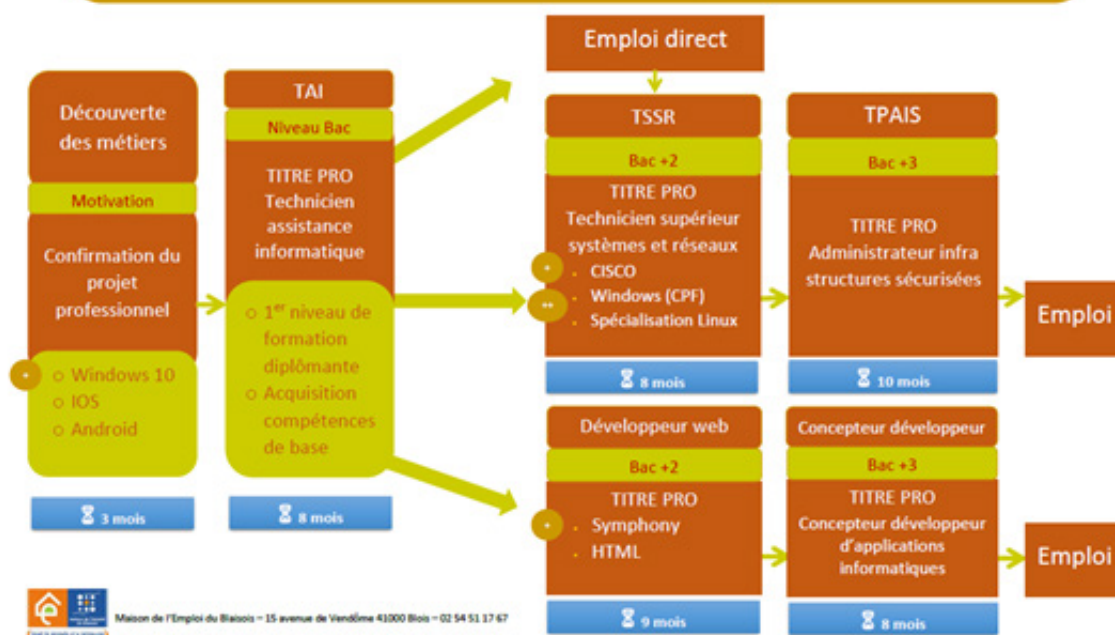 Découverte
des métiers
Motivation
Confirmation du
projet
professionnel
+
o Windows 10
o IOS
o Android
3 mois
TAI
Niveau Bac
TITRE PRO
Technicien
assistance
informatique
o 1er niveau de
formation
diplômante
o Acquisition
compétences
de base
8 mois
Emploi direct
TSSR
Bac +2
TITRE PRO
Technicien supérieur
systèmes et réseaux
+
. CISCO
++
. Windows (CPF)
. Spécialisation Linux
8 mois
TPAIS
Bac +3
TITRE PRO
Administrateur infra
structures sécurisées
10 mois
Emploi
Développeur web
Bac +2
TITRE PRO
+
. Symphony
. HTML
9 mois
Concepteur développeur
Bac +3
TITRE PRO
Concepteur développeur
d'applications
informatiques
8 mois
Emploi
Maison de l'Emploi du Blaisois – 15 avenue de Vendôme 41000 Blois – 02 54 51 17 67